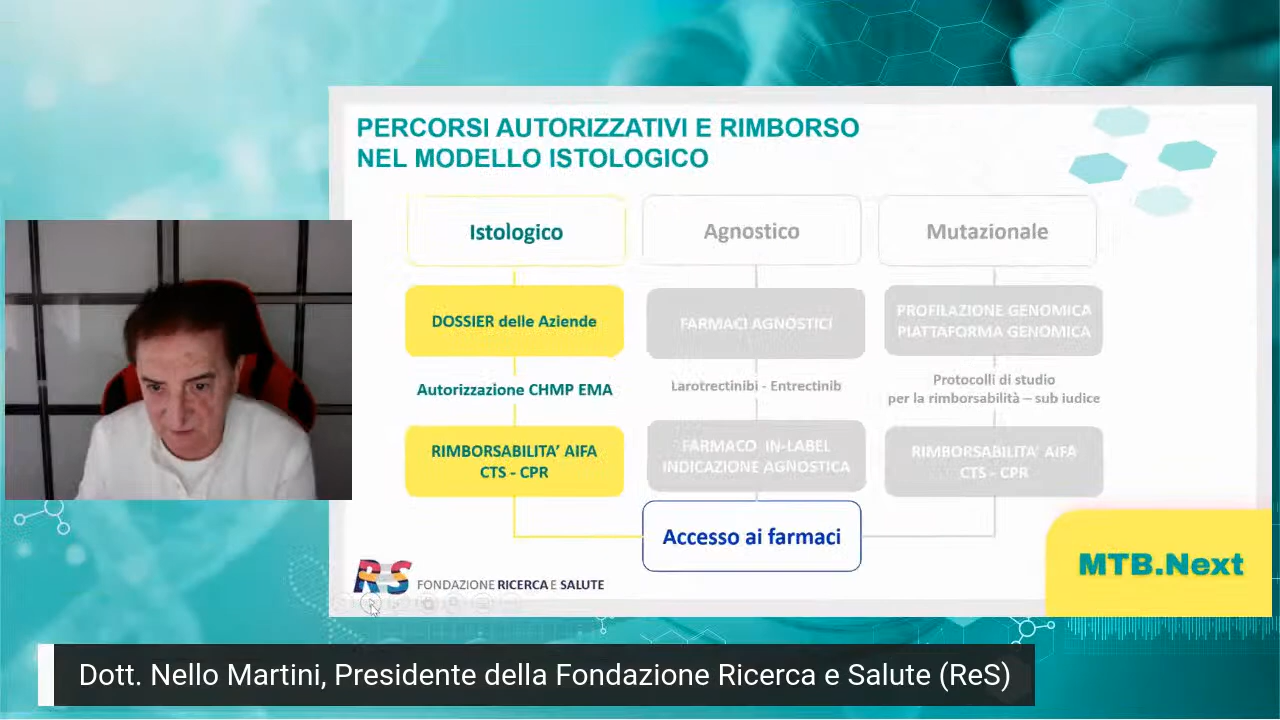 PERCORSI AUTORIZZATIVI E RIMBORSO
NEL MODELLO ISTOLOGICO
Istologico
Agnostico
Mutazionale
DOSSIER delle Aziende
FARMACI AGNOSTICI
PROFILAZIONE GENOMICA
PIATTAFORMA GENOMICA
Autorizzazione CHMP EMA
Larotrectinibi - Entrectinib
Protocolli di studio
per la rimborsabilità – sub iudice
RIMBORSABILITA’ AIFA
CTS - CPR
FARMACO IN-LABEL
INDICAZIONE AGNOSTICA
RIMBORSABILITA’ AIFA
CTS - CPR
Accesso ai farmaci
MTB.Next
ReS FONDAZIONE RICERCA E SALUTE
Dott. Nello Martini, Presidente della Fondazione Ricerca e Salute (ReS)